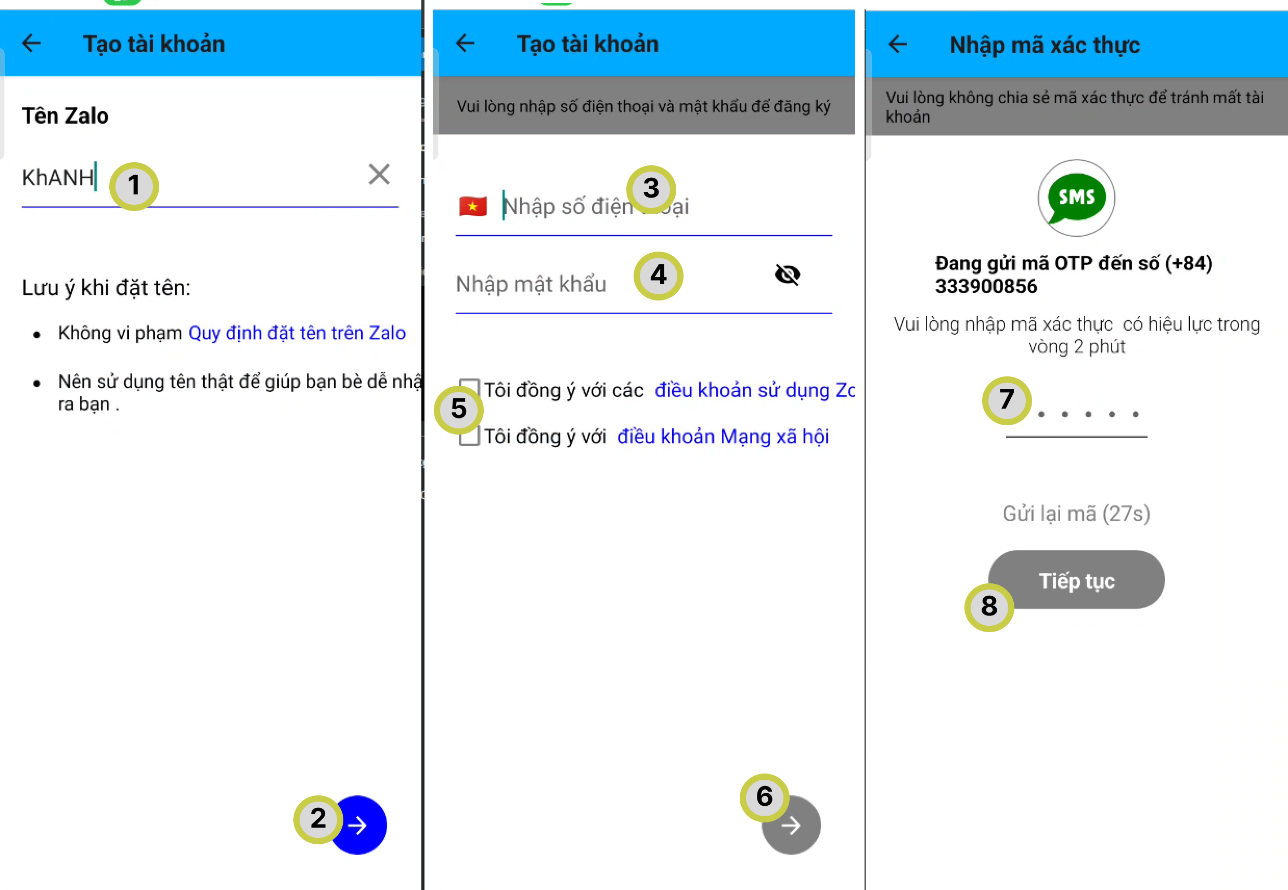 Tạo tài khoản
Tên Zalo
KhANH
1
Lưu ý khi đặt tên:
Không vi phạm Quy định đặt tên trên Zalo
Nên sử dụng tên thật để giúp bạn bè dễ nhậ
ra bạn .
2
Tạo tài khoản
Vui lòng nhập số điện thoại và mật khẩu để đăng ký
3
Nhập số điện thoại
Nhập mật khẩu
4
Tôi đồng ý với các điều khoản sử dụng Zo
5
Tôi đồng ý với điều khoản Mạng xã hội
6
Nhập mã xác thực
Vui lòng không chia sẻ mã xác thực để tránh mất tài
khoản
SMS
Đang gửi mã OTP đến số (+84)
333900856
Vui lòng nhập mã xác thực có hiệu lực trong
vòng 2 phút
7
Gửi lại mã (27s)
Tiếp tục
8